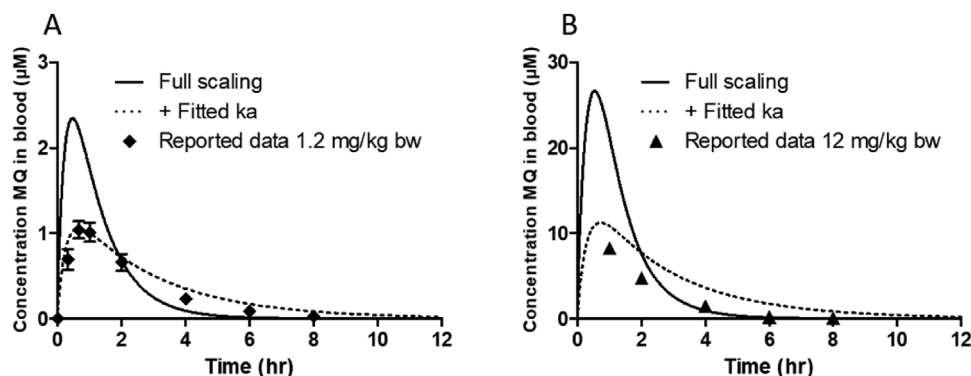 A
Concentration MQ in blood (µM)
3
2
1
0
Full scaling
+ Fitted ka
Reported data 1.2 mg/kg bw
0 2 4 6 8 10 12
Time (hr)
B
Concentration MQ in blood (µM)
30
20
10
0
Full scaling
+ Fitted ka
Reported data 12 mg/kg bw
0 2 4 6 8 10 12
Time (hr)